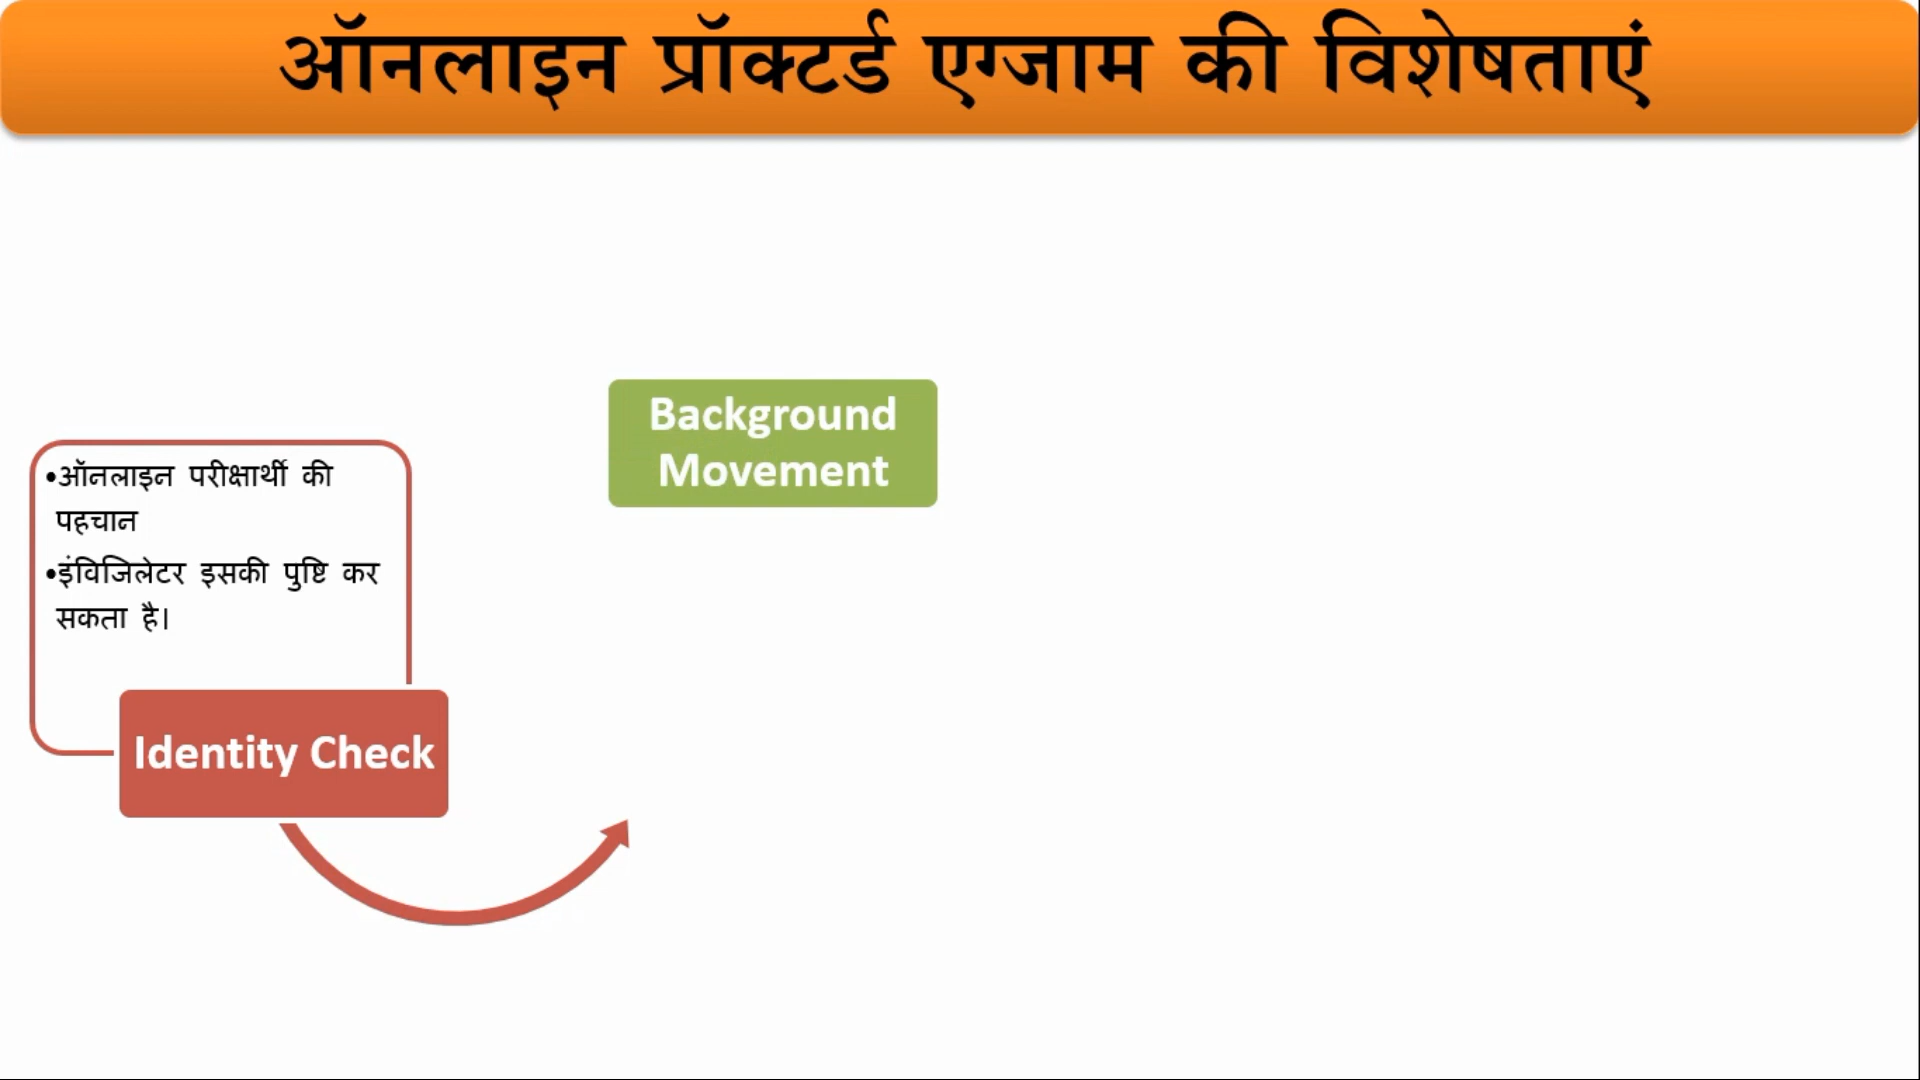 ऑनलाइन प्रॉक्टर्ड एग्जाम की विशेषताएं
Background
Movement
•ऑनलाइन परीक्षार्थी की
पहचान
•इंविजिलेटर इसकी पुष्टि कर
सकता है।
Identity Check